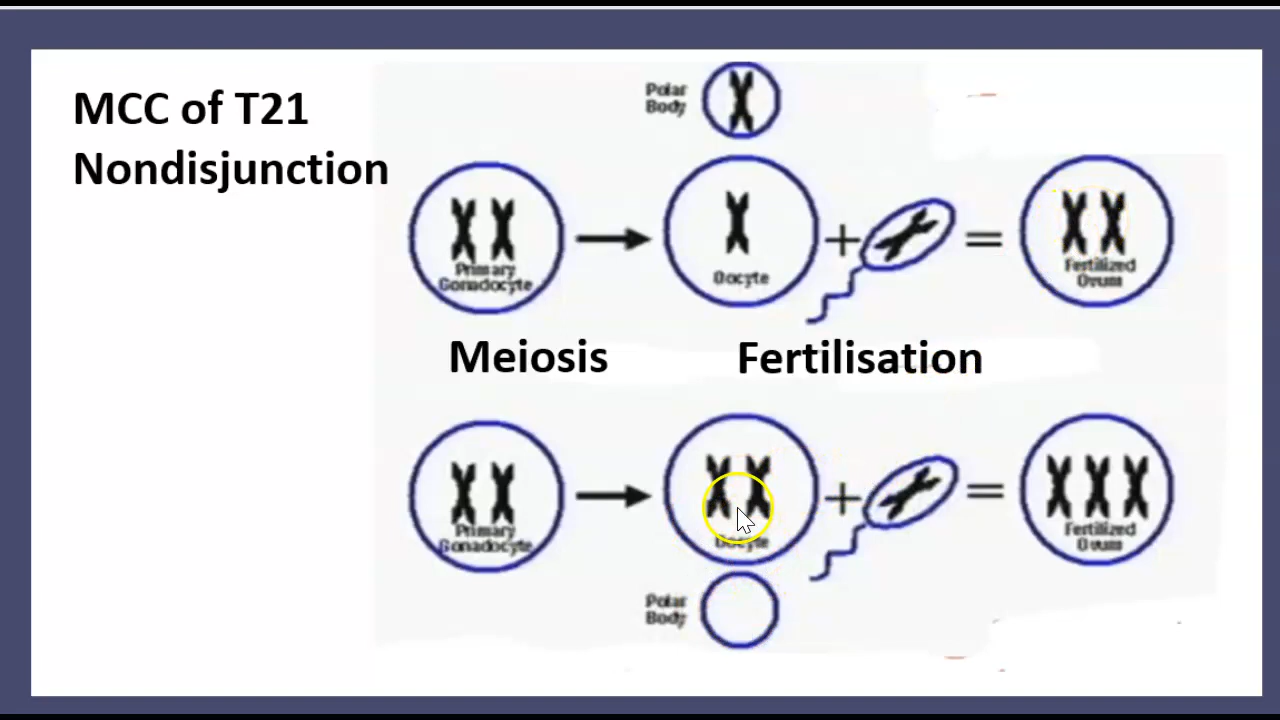 MCC of T21
Nondisjunction
Polar
Body
Primary
Gonadocyte
Oocyte
+
=
Fertilized
Ovum
Meiosis
Fertilisation
Primary
Gonadocyte
Oocyte
+
=
Fertilized
Ovum
Polar
Body